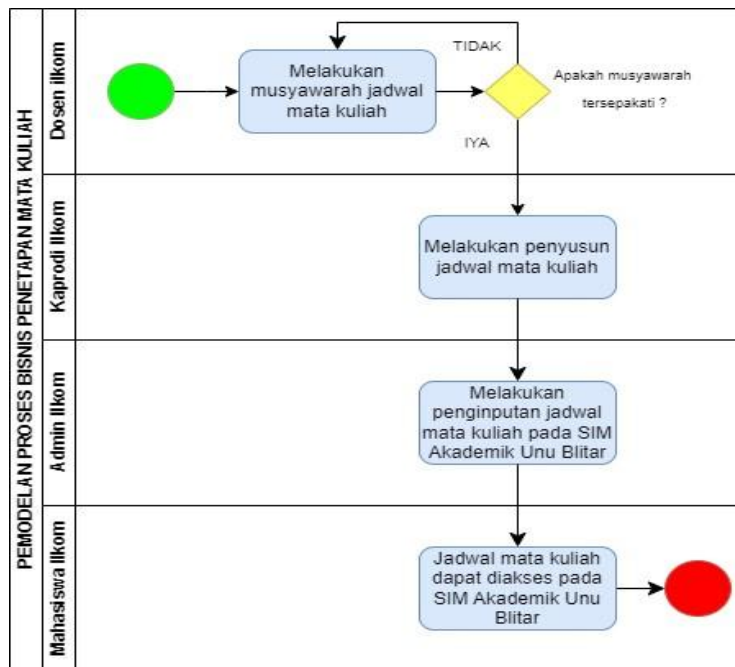 PEMODELAN PROSES BISNIS PENETAPAN MATA KULIAH
Dosen ilkom
Melakukan
musyawarah jadwal
mata kuliah
TIDAK
Apakah musyawarah
tersepakati ?
IYA
Kaprodi Ilkom
Melakukan penyusun
jadwal mata kuliah
Admin Ilkom
Melakukan
penginputan jadwal
mata kuliah pada SIM
Akademik Unu Blitar
Mahasiswa Ilkom
Jadwal mata kuliah
dapat diakses pada
SIM Akademik Unu
Blitar